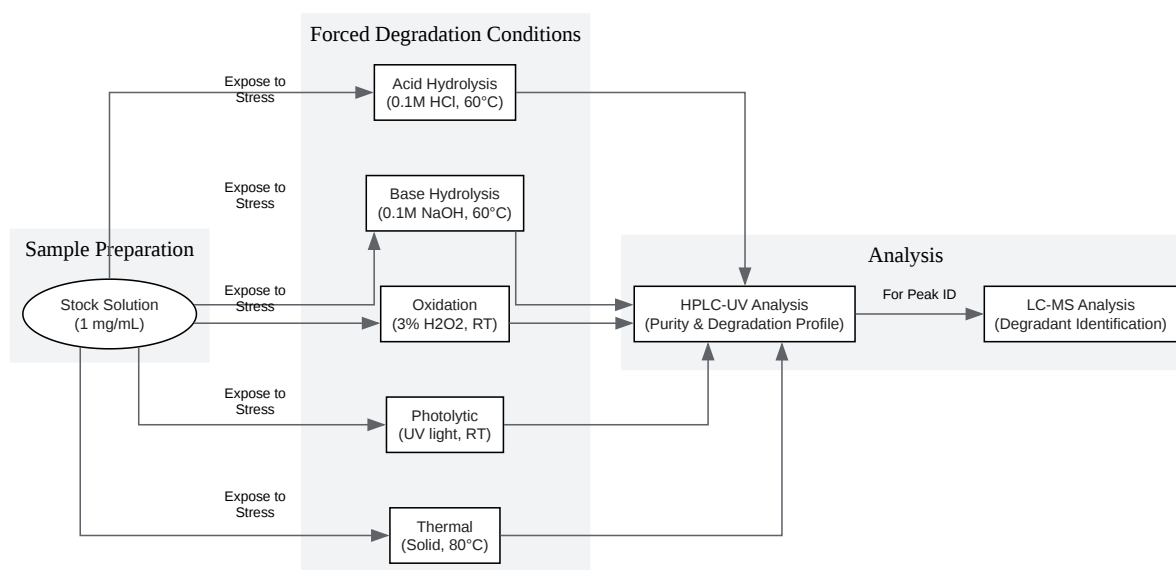 Forced Degradation Conditions
Expose to
Stress
Acid Hydrolysis
(0.1M HCl, 60°C)
Expose to
Stress
Base Hydrolysis
(0.1M NaOH, 60°C)
Sample Preparation
Stock Solution
(1 mg/mL)
Expose to
Stress
Oxidation
(3% H2O2, RT)
Analysis
HPLC-UV Analysis
(Purity & Degradation Profile)
For Peak ID
LC-MS Analysis
(Degradant Identification)
Expose to
Stress
Photolytic
(UV light, RT)
Expose to
Stress
Thermal
(Solid, 80°C)